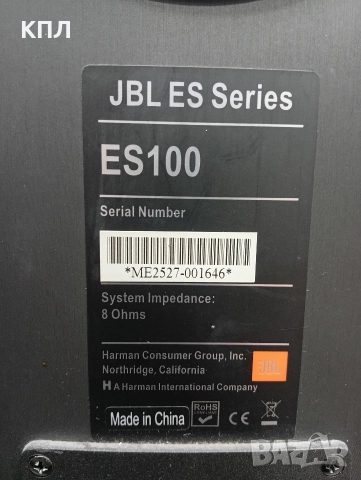 КПЛ
JBL ES Series
ES100
Serial Number
*ME2527-001646*
System Impedance:
8 Ohms
Harman Consumer Group, Inc.
Northridge, California
JBL
H A Harman International Company
Made in China
RoHS
CE
BAZAR